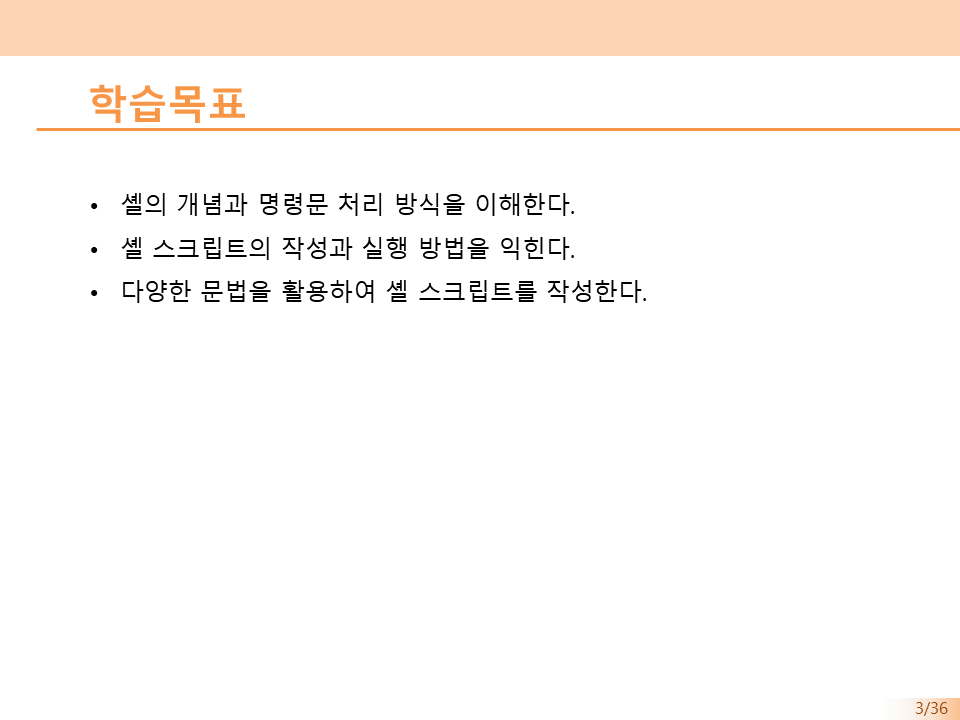 학습목표
• 셸의 개념과 명령문 처리 방식을 이해한다.
• 셸 스크립트의 작성과 실행 방법을 익힌다.
• 다양한 문법을 활용하여 셸 스크립트를 작성한다.
3/36